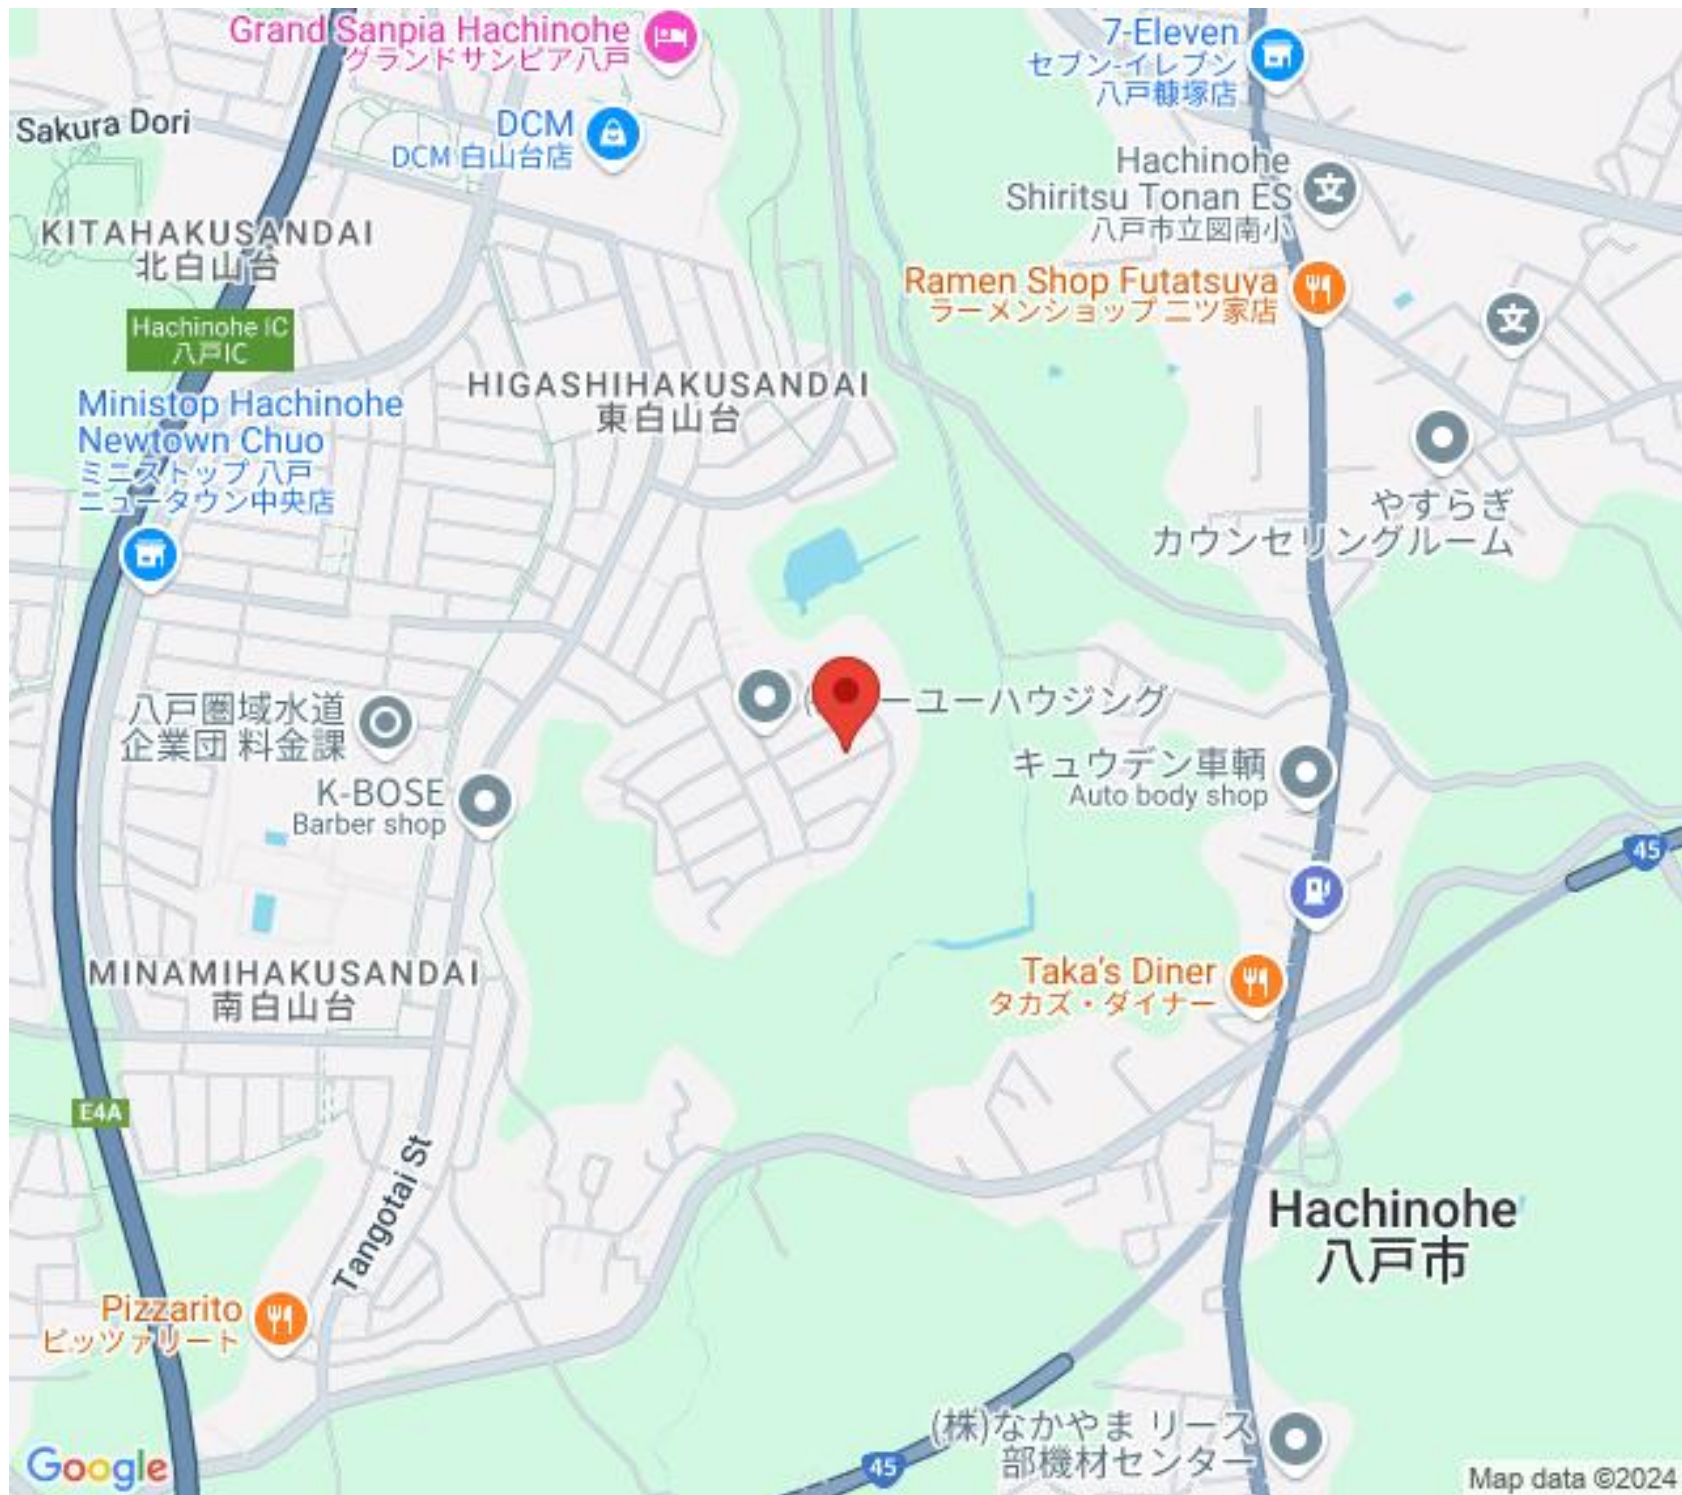 Grand Sanpia Hachinohe
グランドサンピア八戸
7-Eleven
セブン-イレブン
八戸糠塚店
Sakura Dori
DCM
DCM 白山台店
Hachinohe
Shiritsu Tonan ES
八戸市立図南小
KITAHAKUSANDAI
北白山台
Ramen Shop Futatsuya
ラーメンショップ 二ツ家店
Hachinohe IC
八戸IC
HIGASHIHAKUSANDAI
東白山台
Ministop Hachinohe
Newtown Chuo
ミニストップ 八戸
ニュータウン中央店
やすらぎ
カウンセリングルーム
八戸圏域水道
企業団 料金課
ーユーハウジング
キュウデン車輌
Auto body shop
K-BOSE
Barber shop
45
MINAMIHAKUSANDAI
南白山台
Taka's Diner
タカズ・ダイナー
E4A
Tangotai St
Hachinohe
八戸市
Pizzarito
ピッツァリート
(株)なかやま リース
部機材センター
45
Google
Map data ©2024